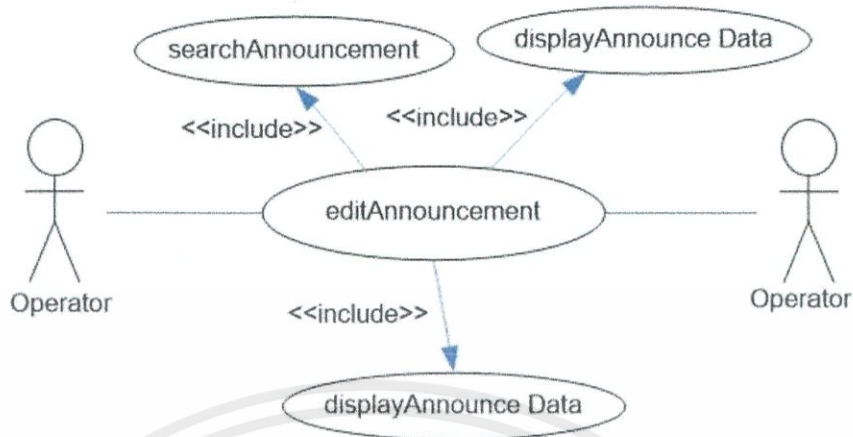 displayAnnounce Data
searchAnnouncement
<<include>>
<<include>>
editAnnouncement
Operator
Operator
<<include>>
displayAnnounce Data